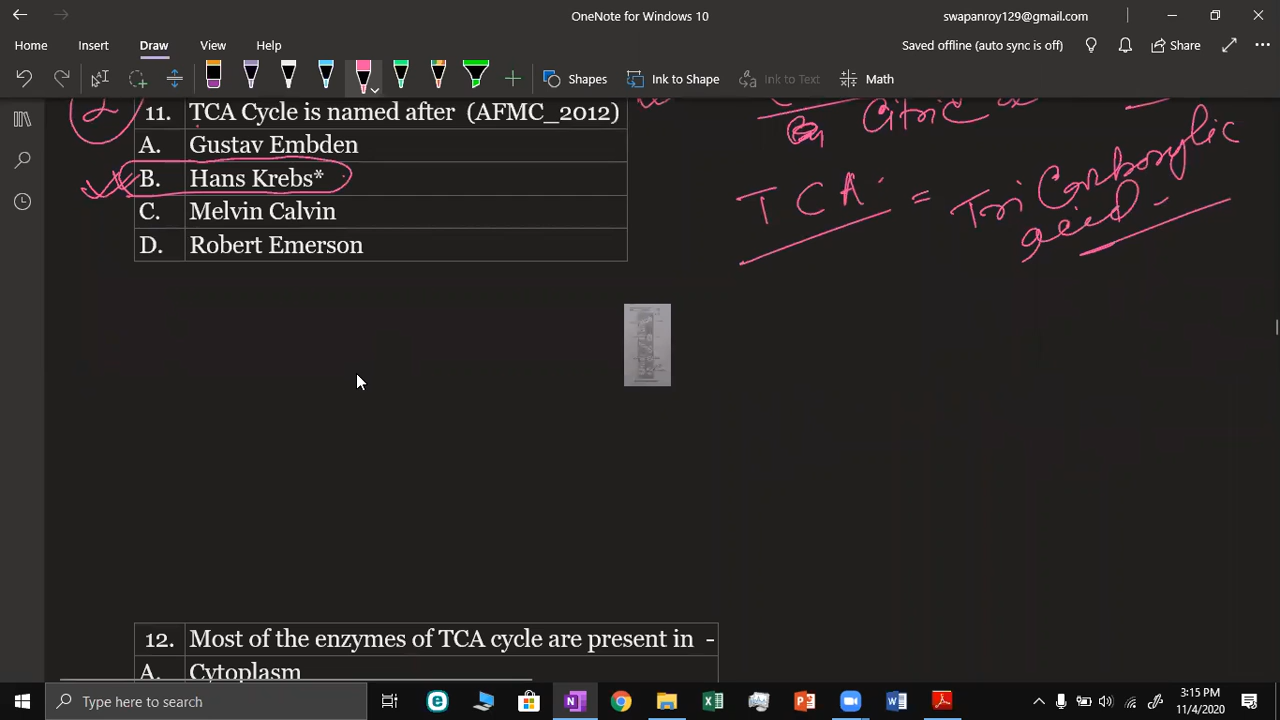 OneNote for Windows 10
swapanroy129@gmail.com
Home Insert Draw View Help
Saved offline (auto sync is off)
Share
Shapes
Ink to Shape
Ink to Text
Math
11. TCA Cycle is named after (AFMC_2012)
A. Gustav Embden
B. Hans Krebs*
C. Melvin Calvin
D. Robert Emerson
Citric
TCA = Tri Carboxylic
acid
12. Most of the enzymes of TCA cycle are present in -
A. Cytoplasm
Type here to search
3:15 PM
11/4/2020